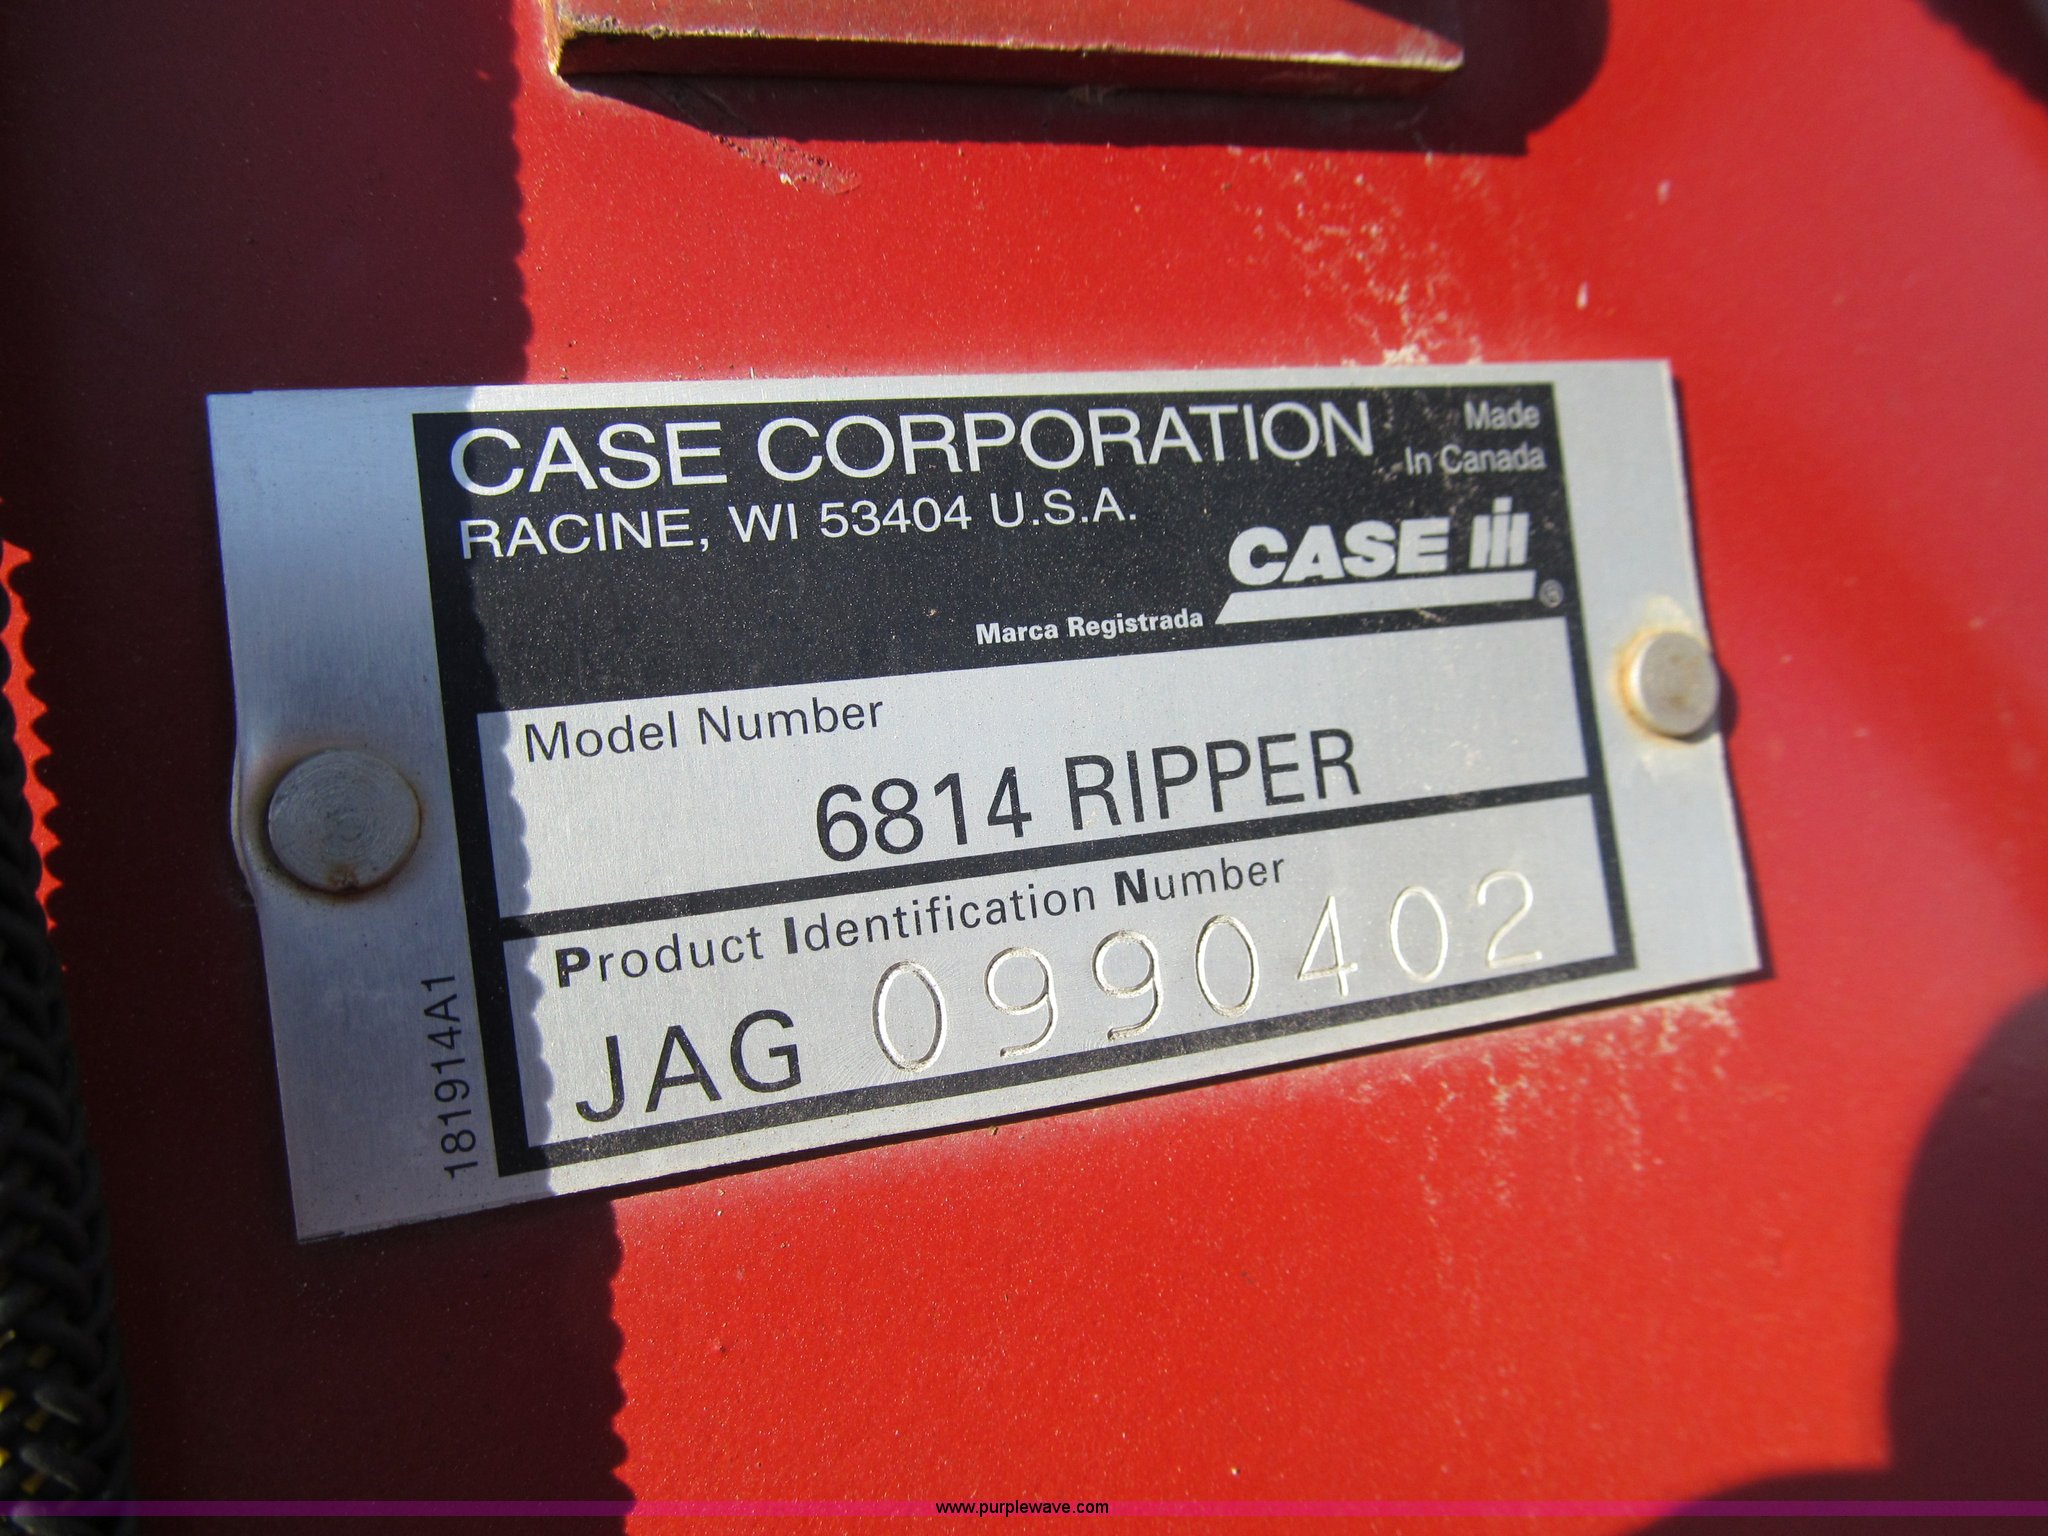 CASE CORPORATION
Made
In Canada
RACINE, WI 53404 U.S.A.
CASE IH
®
Marca Registrada
Model Number
6814 RIPPER
Product Identification Number
JAG 0990402
181914A1
www.purplewave.com